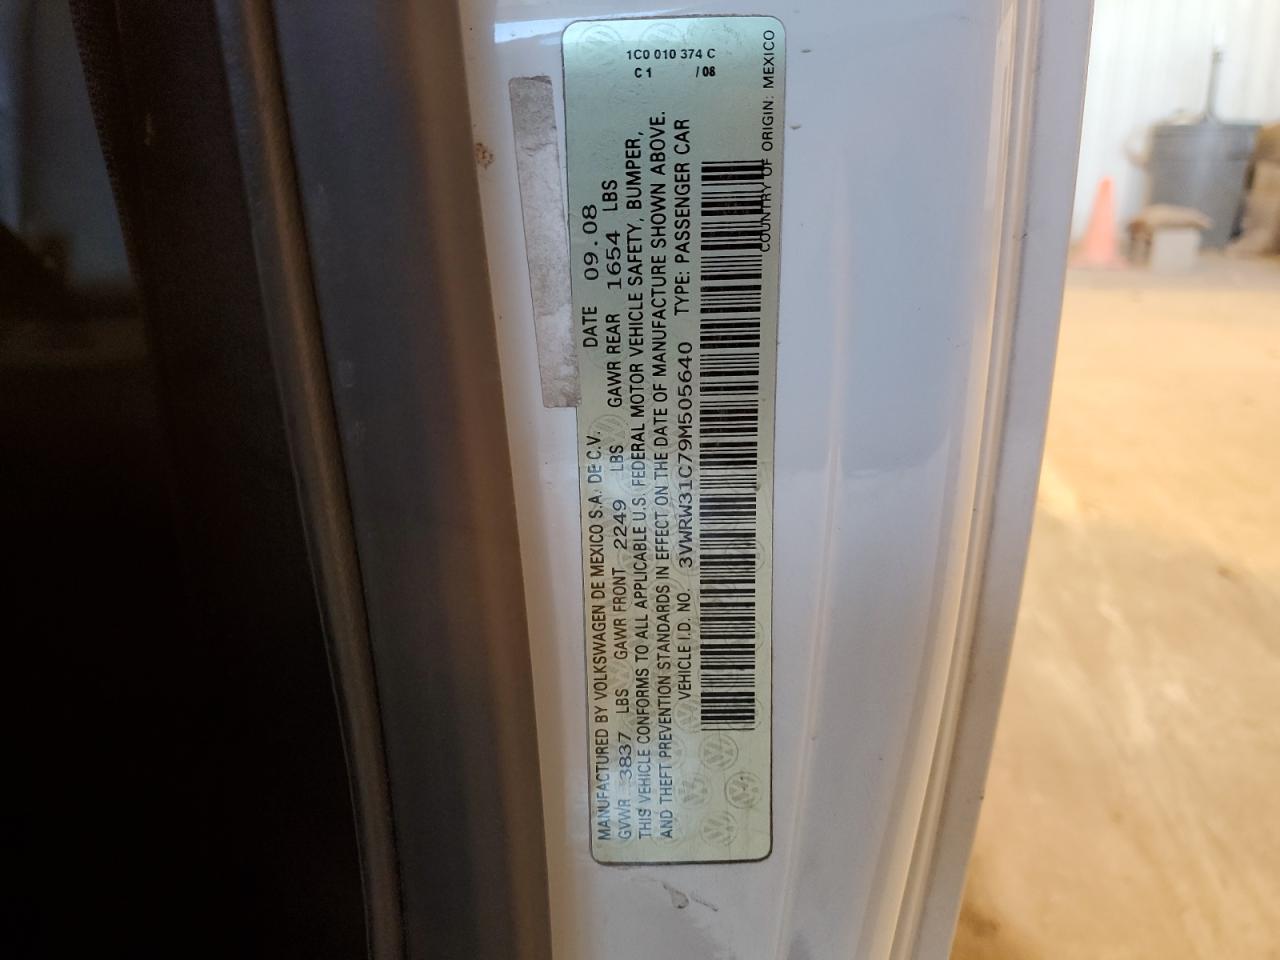 1C0 010 374 C
C 1 / 08
MANUFACTURED BY VOLKSWAGEN DE MEXICO S.A. DE C.V. DATE 09.08
GVWR 3837 LBS GAWR FRONT 2249 LBS GAWR REAR 1654 LBS
THIS VEHICLE CONFORMS TO ALL APPLICABLE U.S. FEDERAL MOTOR VEHICLE SAFETY, BUMPER,
AND THEFT PREVENTION STANDARDS IN EFFECT ON THE DATE OF MANUFACTURE SHOWN ABOVE.
VEHICLE I.D. NO. 3VWRW31C79M505640 TYPE: PASSENGER CAR
COUNTRY OF ORIGIN: MEXICO